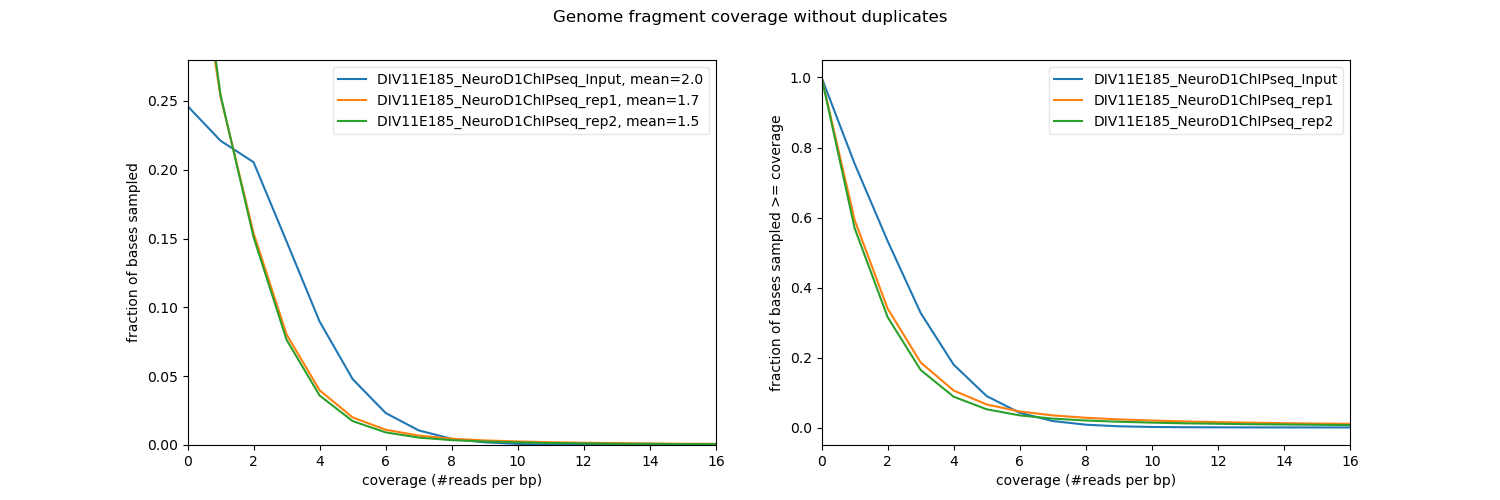 Genome fragment coverage without duplicates
DIV11E185_NeuroD1ChIPseq_Input, mean=2.0
DIV11E185_NeuroD1ChIPseq_rep1, mean=1.7
DIV11E185_NeuroD1ChIPseq_rep2, mean=1.5
fraction of bases sampled
0.25
0.20
0.15
0.10
0.05
0.00
0 2 4 6 8 10 12 14 16
coverage (#reads per bp)
DIV11E185_NeuroD1ChIPseq_Input
DIV11E185_NeuroD1ChIPseq_rep1
DIV11E185_NeuroD1ChIPseq_rep2
fraction of bases sampled >= coverage
1.0
0.8
0.6
0.4
0.2
0.0
0 2 4 6 8 10 12 14 16
coverage (#reads per bp)